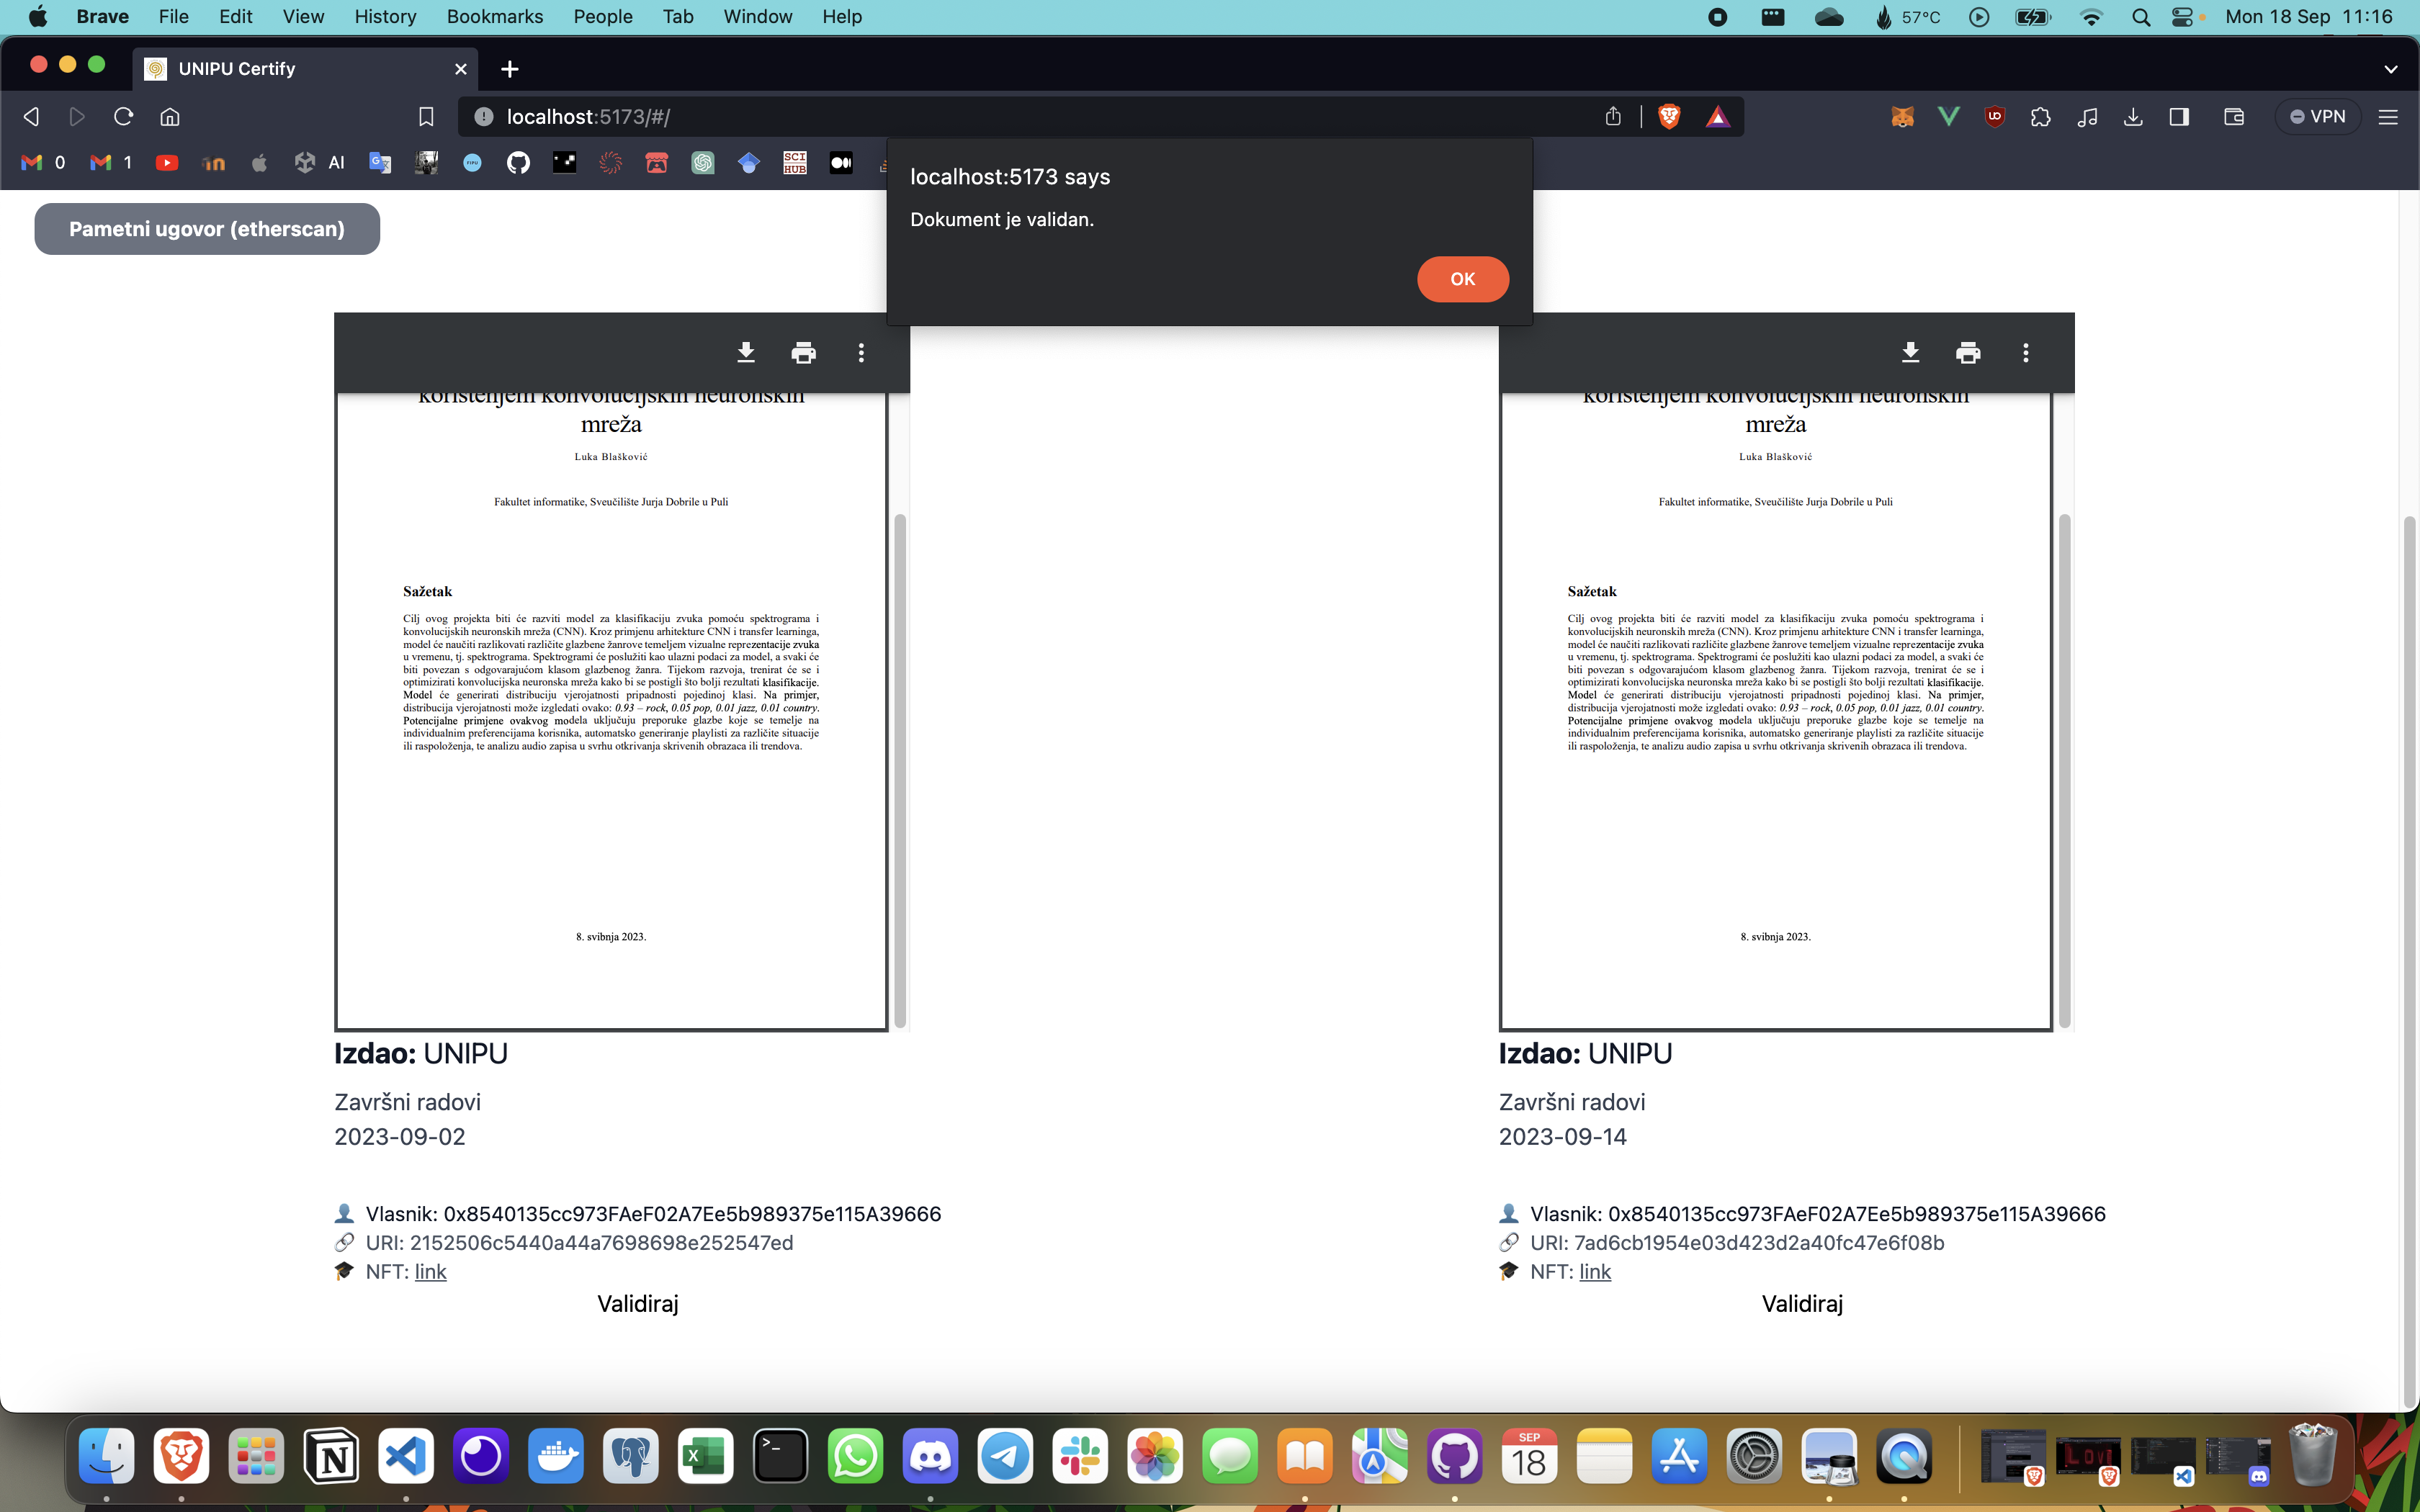 Brave File Edit View History Bookmarks People Tab Window Help 57°C Mon 18 Sep 11:16
UNIPU Certify
localhost:5173/#/
VPN
0 1 AI SCI HUB
localhost:5173 says
Dokument je validan.
OK
Pametni ugovor (etherscan)
korištenjem konvolucijskih neuronskih
mreža
Luka Blašković
Fakultet informatike, Sveučilište Jurja Dobrile u Puli
Sažetak
Cilj ovog projekta biti će razviti model za klasifikaciju zvuka pomoću spektrograma i
konvolucijskih neuronskih mreža (CNN). Kroz primjenu arhitekture CNN i transfer learninga,
model će naučiti razlikovati različite glazbene žanrove temeljem vizualne reprezentacije zvuka
u vremenu, tj. spektrograma. Spektrogrami će poslužiti kao ulazni podaci za model, a svaki će
biti povezan s odgovarajućom klasom glazbenog žanra. Tijekom razvoja, trenirat će se i
optimizirati konvolucijska neuronska mreža kako bi se postigli što bolji rezultati klasifikacije.
Model će generirati distribuciju vjerojatnosti pripadnosti pojedinoj klasi. Na primjer,
distribucija vjerojatnosti može izgledati ovako: 0.93 – rock, 0.05 pop, 0.01 jazz, 0.01 country.
Potencijalne primjene ovakvog modela uključuju preporuke glazbe koje se temelje na
individualnim preferencijama korisnika, automatsko generiranje playlisti za različite situacije
ili raspoloženja, te analizu audio zapisa u svrhu otkrivanja skrivenih obrazaca ili trendova.
8. svibnja 2023.
Izdao: UNIPU
Završni radovi
2023-09-02
Vlasnik: 0x8540135cc973FAeF02A7Ee5b989375e115A39666
URI: 2152506c5440a44a7698698e252547ed
NFT: link
Validiraj
korištenjem konvolucijskih neuronskih
mreža
Luka Blašković
Fakultet informatike, Sveučilište Jurja Dobrile u Puli
Sažetak
Cilj ovog projekta biti će razviti model za klasifikaciju zvuka pomoću spektrograma i
konvolucijskih neuronskih mreža (CNN). Kroz primjenu arhitekture CNN i transfer learninga,
model će naučiti razlikovati različite glazbene žanrove temeljem vizualne reprezentacije zvuka
u vremenu, tj. spektrograma. Spektrogrami će poslužiti kao ulazni podaci za model, a svaki će
biti povezan s odgovarajućom klasom glazbenog žanra. Tijekom razvoja, trenirat će se i
optimizirati konvolucijska neuronska mreža kako bi se postigli što bolji rezultati klasifikacije.
Model će generirati distribuciju vjerojatnosti pripadnosti pojedinoj klasi. Na primjer,
distribucija vjerojatnosti može izgledati ovako: 0.93 – rock, 0.05 pop, 0.01 jazz, 0.01 country.
Potencijalne primjene ovakvog modela uključuju preporuke glazbe koje se temelje na
individualnim preferencijama korisnika, automatsko generiranje playlisti za različite situacije
ili raspoloženja, te analizu audio zapisa u svrhu otkrivanja skrivenih obrazaca ili trendova.
8. svibnja 2023.
Izdao: UNIPU
Završni radovi
2023-09-14
Vlasnik: 0x8540135cc973FAeF02A7Ee5b989375e115A39666
URI: 7ad6cb1954e03d423d2a40fc47e6f08b
NFT: link
Validiraj
SEP
18